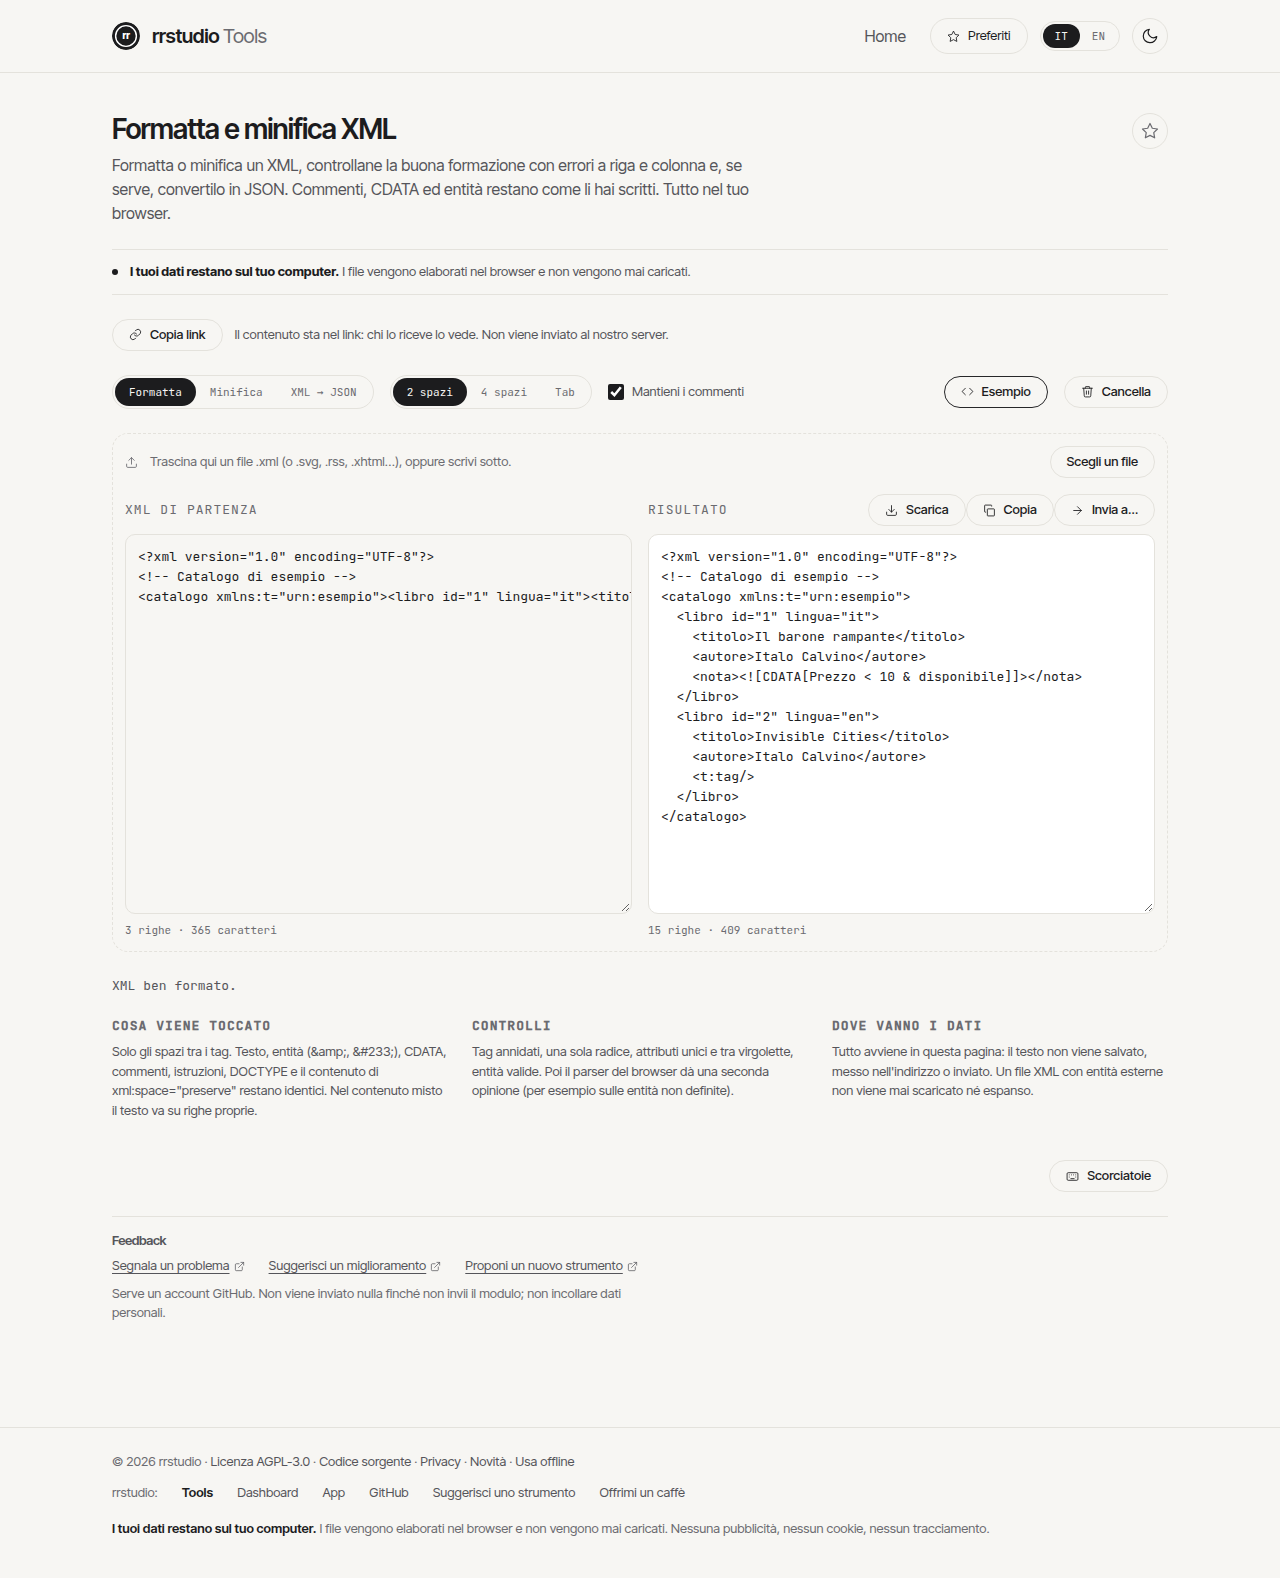 rr rrstudio Tools
Home
Preferiti
IT EN
Formatta e minifica XML
Formatta o minifica un XML, controllane la buona formazione con errori a riga e colonna e, se
serve, convertilo in JSON. Commenti, CDATA ed entità restano come li hai scritti. Tutto nel tuo
browser.
I tuoi dati restano sul tuo computer. I file vengono elaborati nel browser e non vengono mai caricati.
Copia link
Il contenuto sta nel link: chi lo riceve lo vede. Non viene inviato al nostro server.
Formatta Minifica XML → JSON
2 spazi 4 spazi Tab
Mantieni i commenti
Esempio
Cancella
Trascina qui un file .xml (o .svg, .rss, .xhtml…), oppure scrivi sotto.
Scegli un file
XML DI PARTENZA
<?xml version="1.0" encoding="UTF-8"?>
<!-- Catalogo di esempio -->
<catalogo xmlns:t="urn:esempio"><libro id="1" lingua="it"><titol
3 righe · 365 caratteri
RISULTATO
Scarica
Copia
Invia a…
<?xml version="1.0" encoding="UTF-8"?>
<!-- Catalogo di esempio -->
<catalogo xmlns:t="urn:esempio">
  <libro id="1" lingua="it">
    <titolo>Il barone rampante</titolo>
    <autore>Italo Calvino</autore>
    <nota><![CDATA[Prezzo < 10 & disponibile]]></nota>
  </libro>
  <libro id="2" lingua="en">
    <titolo>Invisible Cities</titolo>
    <autore>Italo Calvino</autore>
    <t:tag/>
  </libro>
</catalogo>
15 righe · 409 caratteri
XML ben formato.
COSA VIENE TOCCATO
Solo gli spazi tra i tag. Testo, entità (&amp;, &#233;), CDATA,
commenti, istruzioni, DOCTYPE e il contenuto di
xml:space="preserve" restano identici. Nel contenuto misto
il testo va su righe proprie.
CONTROLLI
Tag annidati, una sola radice, attributi unici e tra virgolette,
entità valide. Poi il parser del browser dà una seconda
opinione (per esempio sulle entità non definite).
DOVE VANNO I DATI
Tutto avviene in questa pagina: il testo non viene salvato,
messo nell'indirizzo o inviato. Un file XML con entità esterne
non viene mai scaricato né espanso.
Scorciatoie
Feedback
Segnala un problema
Suggerisci un miglioramento
Proponi un nuovo strumento
Serve un account GitHub. Non viene inviato nulla finché non invii il modulo; non incollare dati
personali.
© 2026 rrstudio · Licenza AGPL-3.0 · Codice sorgente · Privacy · Novità · Usa offline
rrstudio: Tools Dashboard App GitHub Suggerisci uno strumento Offrimi un caffè
I tuoi dati restano sul tuo computer. I file vengono elaborati nel browser e non vengono mai caricati. Nessuna pubblicità, nessun cookie, nessun tracciamento.